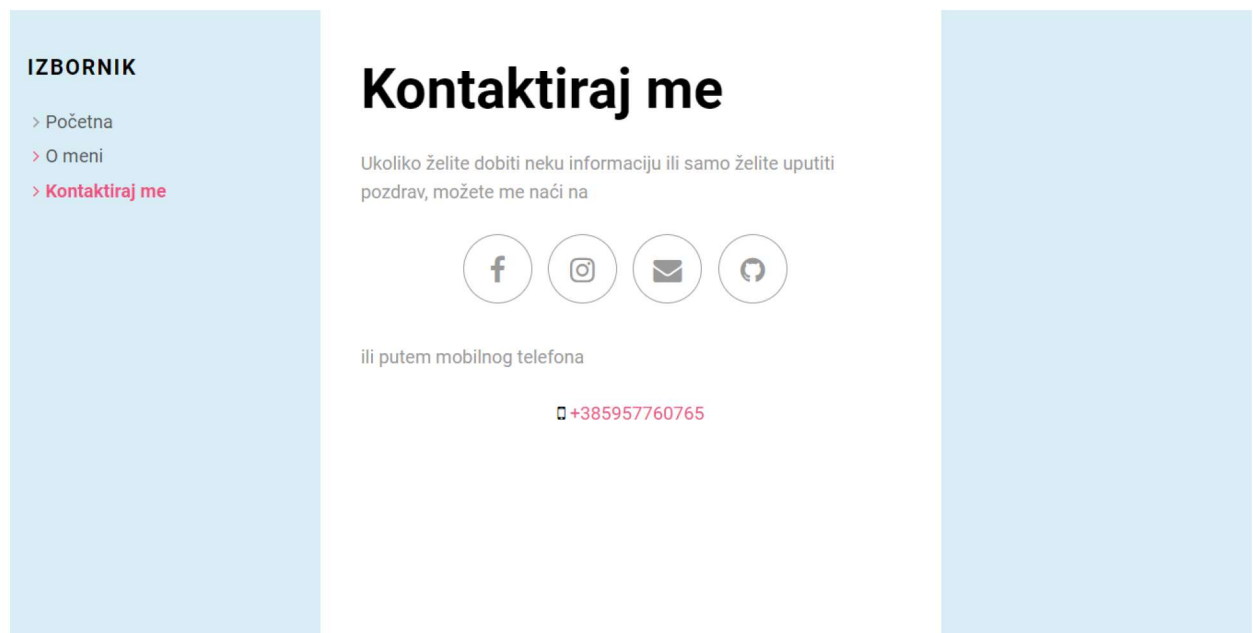 IZBORNIK
Početna
O meni
Kontaktiraj me
Kontaktiraj me
Ukoliko želite dobiti neku informaciju ili samo želite uputiti
pozdrav, možete me naći na
ili putem mobilnog telefona
+385957760765